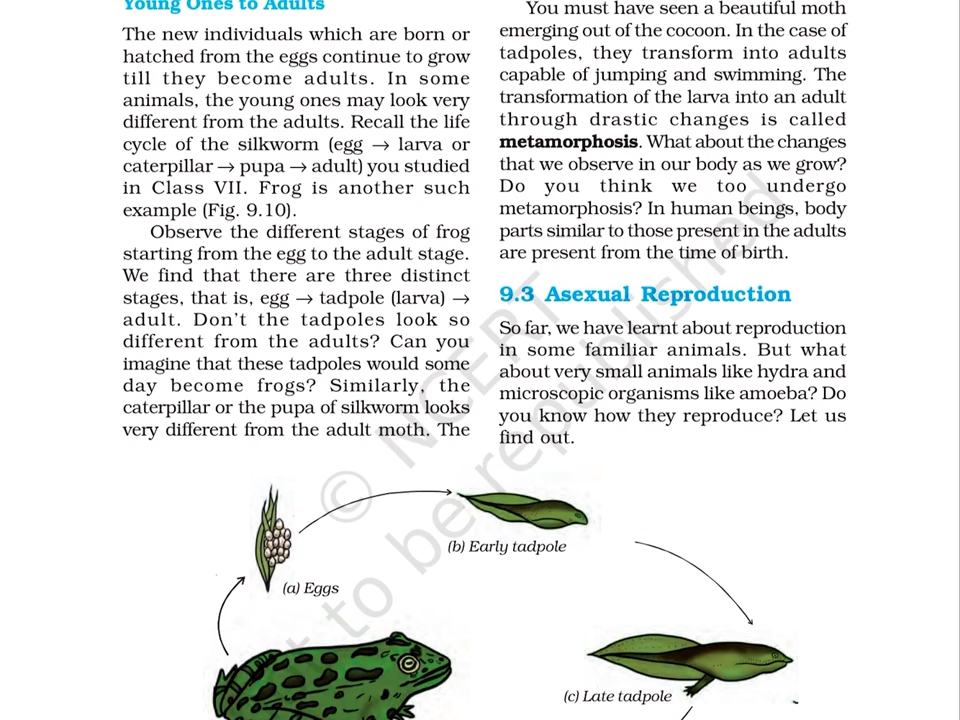 Young Ones to Adults
The new individuals which are born or
hatched from the eggs continue to grow
till they become adults. In some
animals, the young ones may look very
different from the adults. Recall the life
cycle of the silkworm (egg → larva or
caterpillar → pupa → adult) you studied
in Class VII. Frog is another such
example (Fig. 9.10).
Observe the different stages of frog
starting from the egg to the adult stage.
We find that there are three distinct
stages, that is, egg → tadpole (larva) →
adult. Don't the tadpoles look so
different from the adults? Can you
imagine that these tadpoles would some
day become frogs? Similarly, the
caterpillar or the pupa of silkworm looks
very different from the adult moth. The
You must have seen a beautiful moth
emerging out of the cocoon. In the case of
tadpoles, they transform into adults
capable of jumping and swimming. The
transformation of the larva into an adult
through drastic changes is called
metamorphosis. What about the changes
that we observe in our body as we grow?
Do you think we too undergo
metamorphosis? In human beings, body
parts similar to those present in the adults
are present from the time of birth.
9.3 Asexual Reproduction
So far, we have learnt about reproduction
in some familiar animals. But what
about very small animals like hydra and
microscopic organisms like amoeba? Do
you know how they reproduce? Let us
find out.
(a) Eggs
(b) Early tadpole
(c) Late tadpole
© NCERT
to be republished